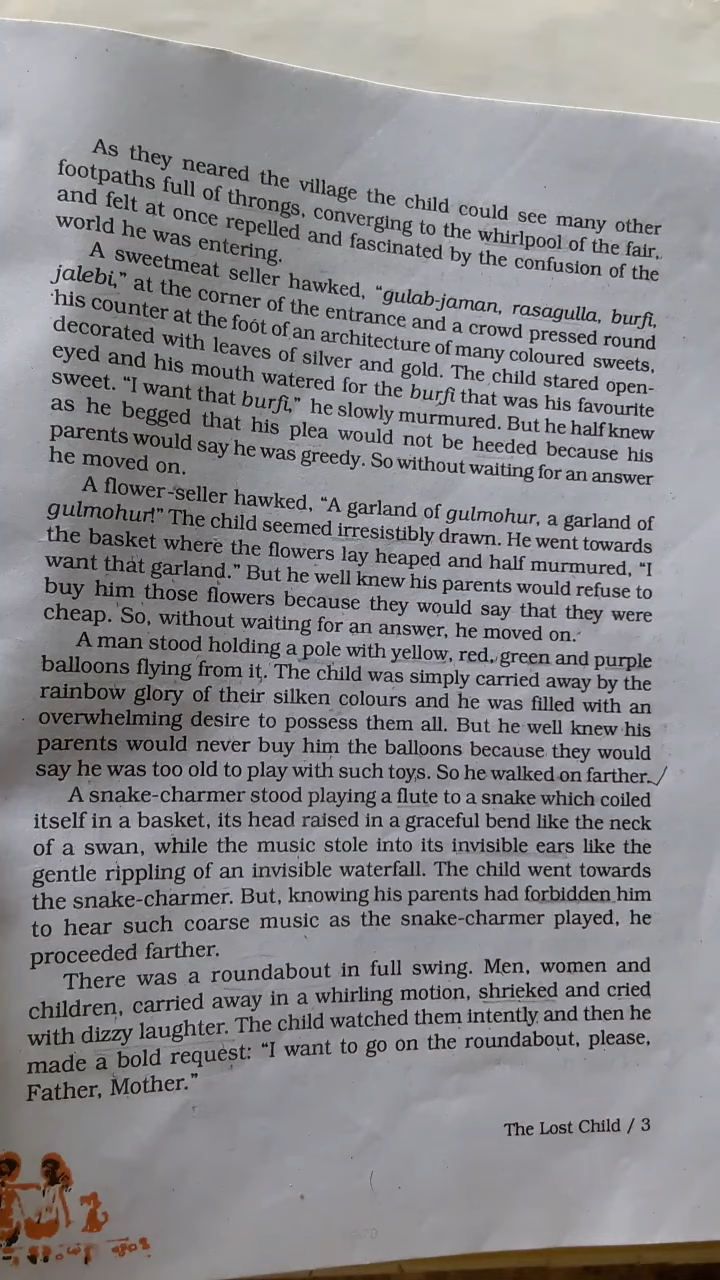 As they neared the village the child could see many other
footpaths full of throngs, converging to the whirlpool of the fair,
and felt at once repelled and fascinated by the confusion of the
world he was entering.
A sweetmeat seller hawked, “gulab-jaman, rasagulla, burfi,
jalebi,” at the corner of the entrance and a crowd pressed round
his counter at the foot of an architecture of many coloured sweets,
decorated with leaves of silver and gold. The child stared open-
eyed and his mouth watered for the burfi that was his favourite
sweet. “I want that burfi,” he slowly murmured. But he half knew
as he begged that his plea would not be heeded because his
parents would say he was greedy. So without waiting for an answer
he moved on.
A flower-seller hawked, “A garland of gulmohur, a garland of
gulmohur!” The child seemed irresistibly drawn. He went towards
the basket where the flowers lay heaped and half murmured, “I
want that garland.” But he well knew his parents would refuse to
buy him those flowers because they would say that they were
cheap. So, without waiting for an answer, he moved on.
A man stood holding a pole with yellow, red, green and purple
balloons flying from it. The child was simply carried away by the
rainbow glory of their silken colours and he was filled with an
overwhelming desire to possess them all. But he well knew his
parents would never buy him the balloons because they would
say he was too old to play with such toys. So he walked on farther.
A snake-charmer stood playing a flute to a snake which coiled
itself in a basket, its head raised in a graceful bend like the neck
of a swan, while the music stole into its invisible ears like the
gentle rippling of an invisible waterfall. The child went towards
the snake-charmer. But, knowing his parents had forbidden him
to hear such coarse music as the snake-charmer played, he
proceeded farther.
There was a roundabout in full swing. Men, women and
children, carried away in a whirling motion, shrieked and cried
with dizzy laughter. The child watched them intently and then he
made a bold request: “I want to go on the roundabout, please,
Father, Mother.”
The Lost Child / 3